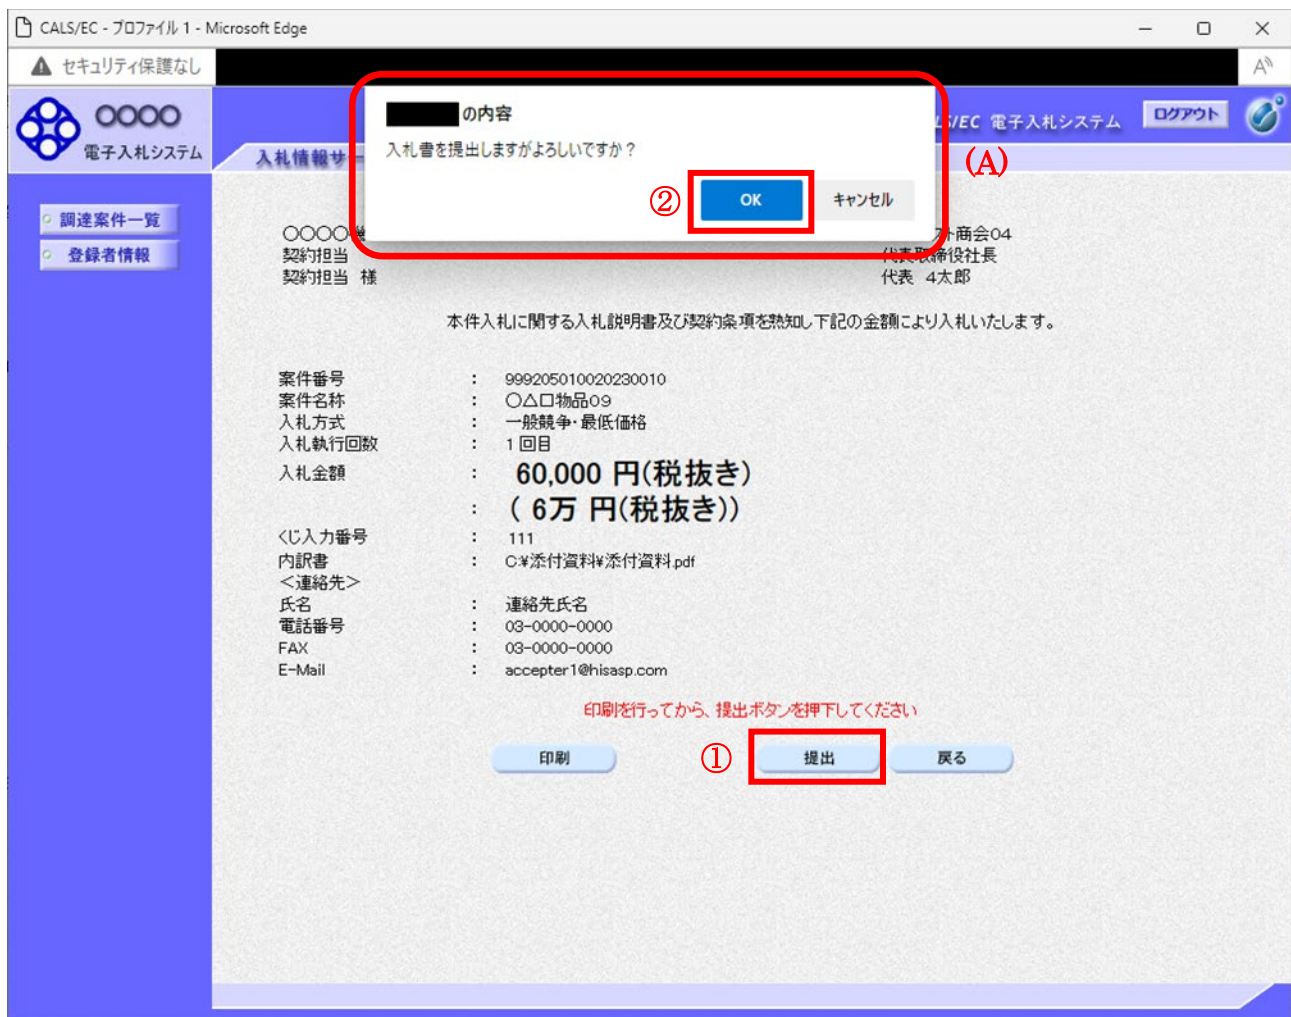 CALS/EC - プロファイル 1 - Microsoft Edge
セキュリティ保護なし
〇〇〇〇
電子入札システム
の内容
入札書を提出しますがよろしいですか？
② OK キャンセル
(A)
CALS/EC 電子入札システム
ログアウト
入札情報サー
調達案件一覧
登録者情報
〇〇〇〇
契約担当
契約担当 様
ト商会04
代表取締役社長
代表 4太郎
本件入札に関する入札説明書及び契約条項を熟知し下記の金額により入札いたします。
案件番号 : 999205010020230010
案件名称 : 〇△口物品09
入札方式 : 一般競争・最低価格
入札執行回数 : 1回目
入札金額 : 60,000 円(税抜き)
: ( 6万 円(税抜き))
くじ入力番号 : 111
内訳書 : C:¥添付資料¥添付資料.pdf
＜連絡先＞
氏名 : 連絡先氏名
電話番号 : 03-0000-0000
FAX : 03-0000-0000
E-Mail : accepter1@hisasp.com
印刷を行ってから、提出ボタンを押下してください
印刷 ① 提出 戻る